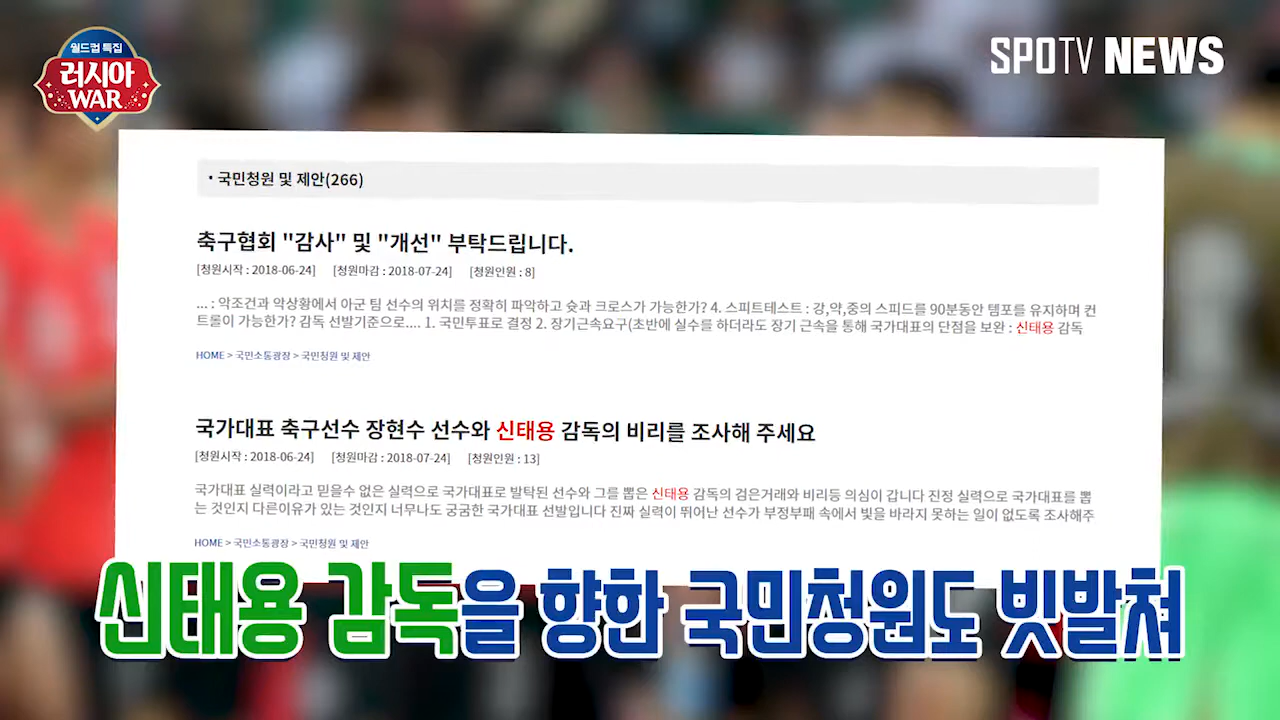 월드컵 특집
러시아
WAR
SPOTV NEWS
· 국민청원 및 제안(266)
축구협회 "감사" 및 "개선" 부탁드립니다.
[청원시작 : 2018-06-24] [청원마감 : 2018-07-24] [청원인원 : 8]
... : 악조건과 악상황에서 아군 팀 선수의 위치를 정확히 파악하고 슛과 크로스가 가능한가? 4. 스피트테스트 : 강,약,중의 스피드를 90분동안 템포를 유지하며 컨
트롤이 가능한가? 감독 선발기준으로.... 1. 국민투표로 결정 2. 장기근속요구(초반에 실수를 하더라도 장기 근속을 통해 국가대표의 단점을 보완 : 신태용 감독
HOME > 국민소통광장 > 국민청원 및 제안
국가대표 축구선수 장현수 선수와 신태용 감독의 비리를 조사해 주세요
[청원시작 : 2018-06-24] [청원마감 : 2018-07-24] [청원인원 : 13]
국가대표 실력이라고 믿을수 없은 실력으로 국가대표로 발탁된 선수와 그를 뽑은 신태용 감독의 검은거래와 비리등 의심이 갑니다 진정 실력으로 국가대표를 뽑
는 것인지 다른이유가 있는 것인지 너무나도 궁굼한 국가대표 선발입니다 진짜 실력이 뛰어난 선수가 부정부패 속에서 빛을 바라지 못하는 일이 없도록 조사해주
HOME > 국민소통광장 > 국민청원 및 제안
신태용 감독을 향한 국민청원도 빗발쳐